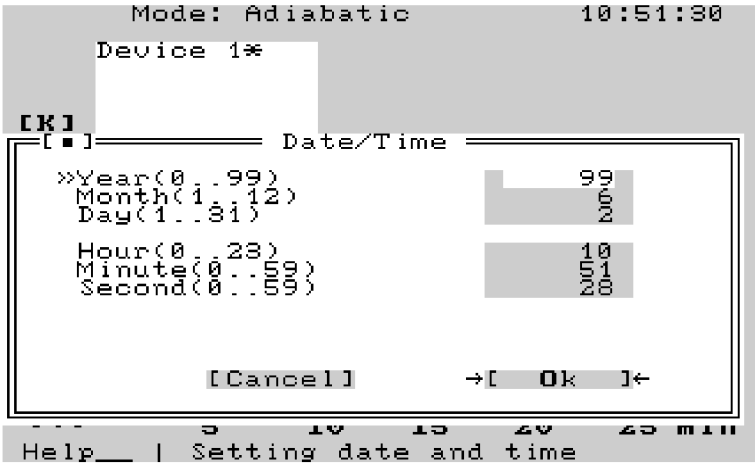 Mode: Adiabatic 10:51:30
Device 1*
[K]
[■] Date/Time
»Year(0..99) 99
Month(1..12) 6
Day(1..31) 2
Hour(0..23) 10
Minute(0..59) 51
Second(0..59) 28
[Cancel] →[ Ok ]←
5 10 15 20 25 min
Help__ | Setting date and time